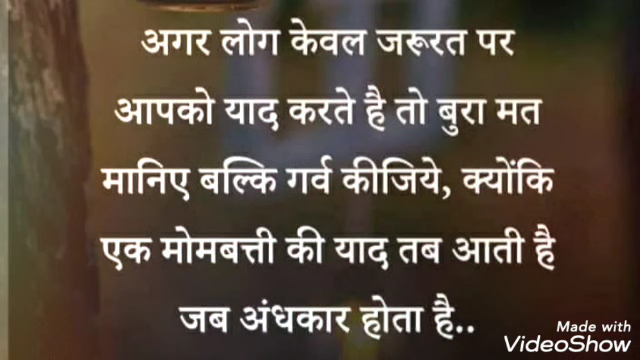 अगर लोग केवल जरूरत पर
आपको याद करते है तो बुरा मत
मानिए बल्कि गर्व कीजिये, क्योंकि
एक मोमबत्ती की याद तब आती है
जब अंधकार होता है..
Made with
VideoShow